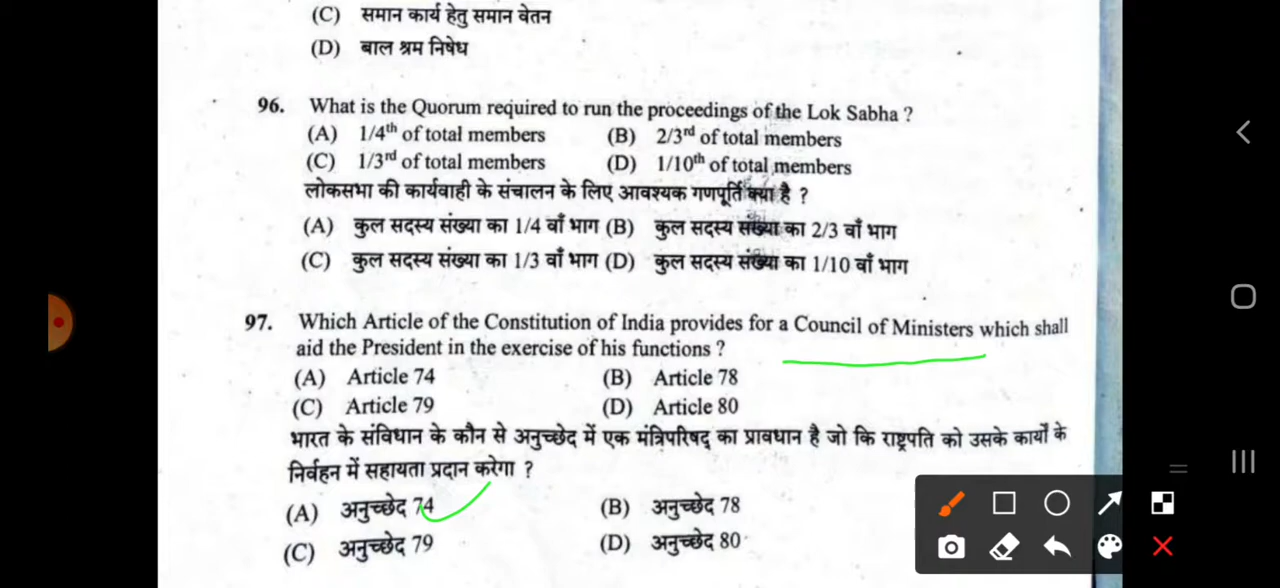 (C) समान कार्य हेतु समान वेतन
(D) बाल श्रम निषेध
96. What is the Quorum required to run the proceedings of the Lok Sabha ?
(A) 1/4th of total members (B) 2/3rd of total members
(C) 1/3rd of total members (D) 1/10th of total members
लोकसभा की कार्यवाही के संचालन के लिए आवश्यक गणपूर्ति क्या है ?
(A) कुल सदस्य संख्या का 1/4 वाँ भाग (B) कुल सदस्य संख्या का 2/3 वाँ भाग
(C) कुल सदस्य संख्या का 1/3 वाँ भाग (D) कुल सदस्य संख्या का 1/10 वाँ भाग
97. Which Article of the Constitution of India provides for a Council of Ministers which shall
aid the President in the exercise of his functions ?
(A) Article 74 (B) Article 78
(C) Article 79 (D) Article 80
भारत के संविधान के कौन से अनुच्छेद में एक मंत्रिपरिषद् का प्रावधान है जो कि राष्ट्रपति को उसके कार्यों के
निर्वहन में सहायता प्रदान करेगा ?
(A) अनुच्छेद 74 (B) अनुच्छेद 78
(C) अनुच्छेद 79 (D) अनुच्छेद 80